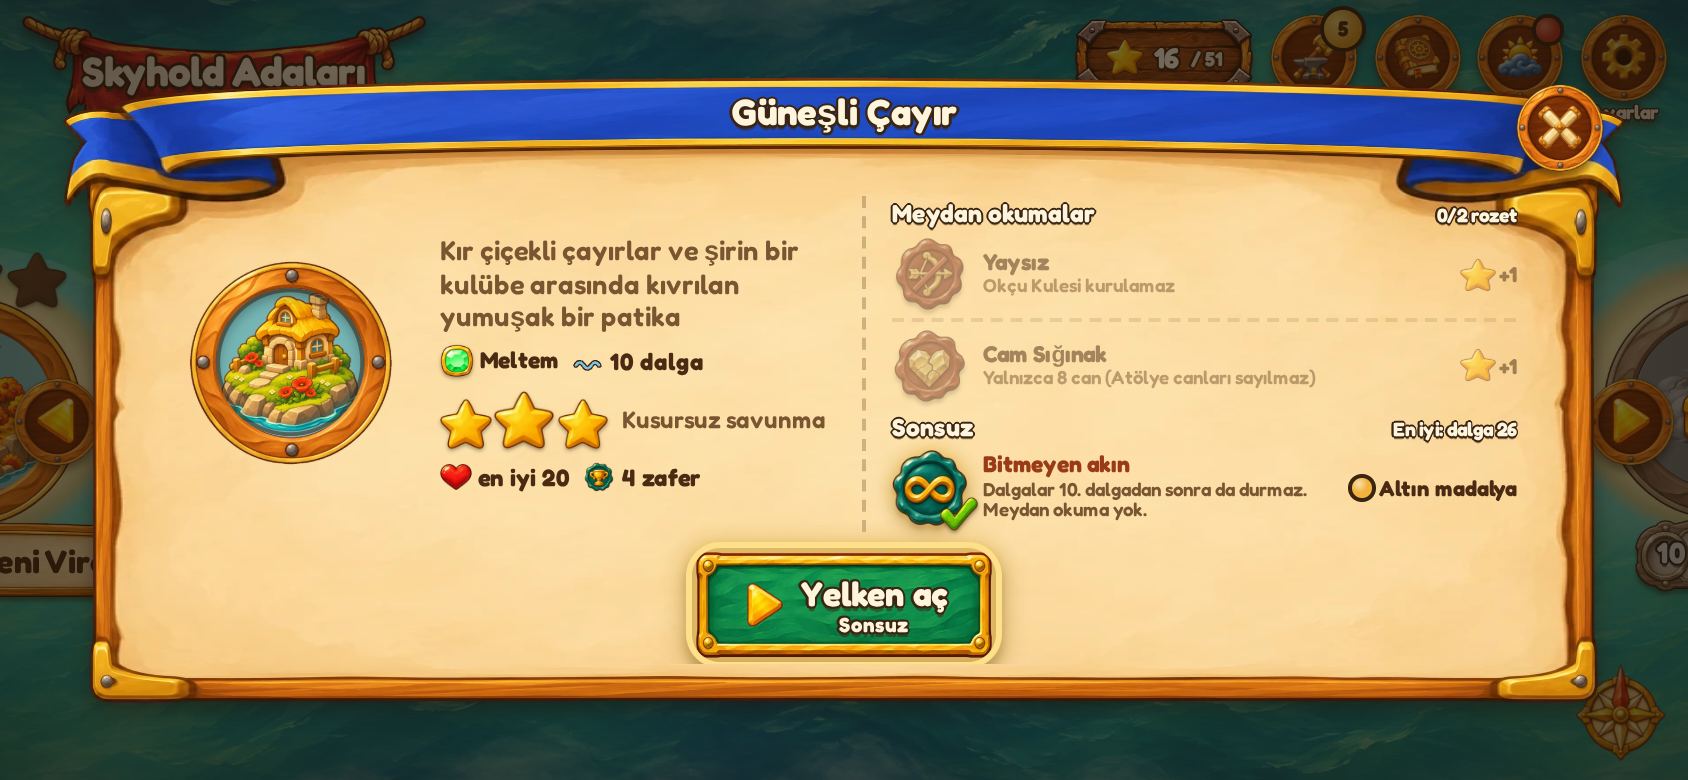 Skyhold Adaları
16 / 51
5
Güneşli Çayır
Kır çiçekli çayırlar ve şirin bir
kulübe arasında kıvrılan
yumuşak bir patika
Meltem 10 dalga
Kusursuz savunma
en iyi 20 4 zafer
Meydan okumalar
0/2 rozet
Yaysız
Okçu Kulesi kurulamaz
+1
Cam Sığınak
Yalnızca 8 can (Atölye canları sayılmaz)
+1
Sonsuz
En iyi: dalga 26
Bitmeyen akın
Dalgalar 10. dalgadan sonra da durmaz.
Meydan okuma yok.
Altın madalya
Yelken aç
Sonsuz
10